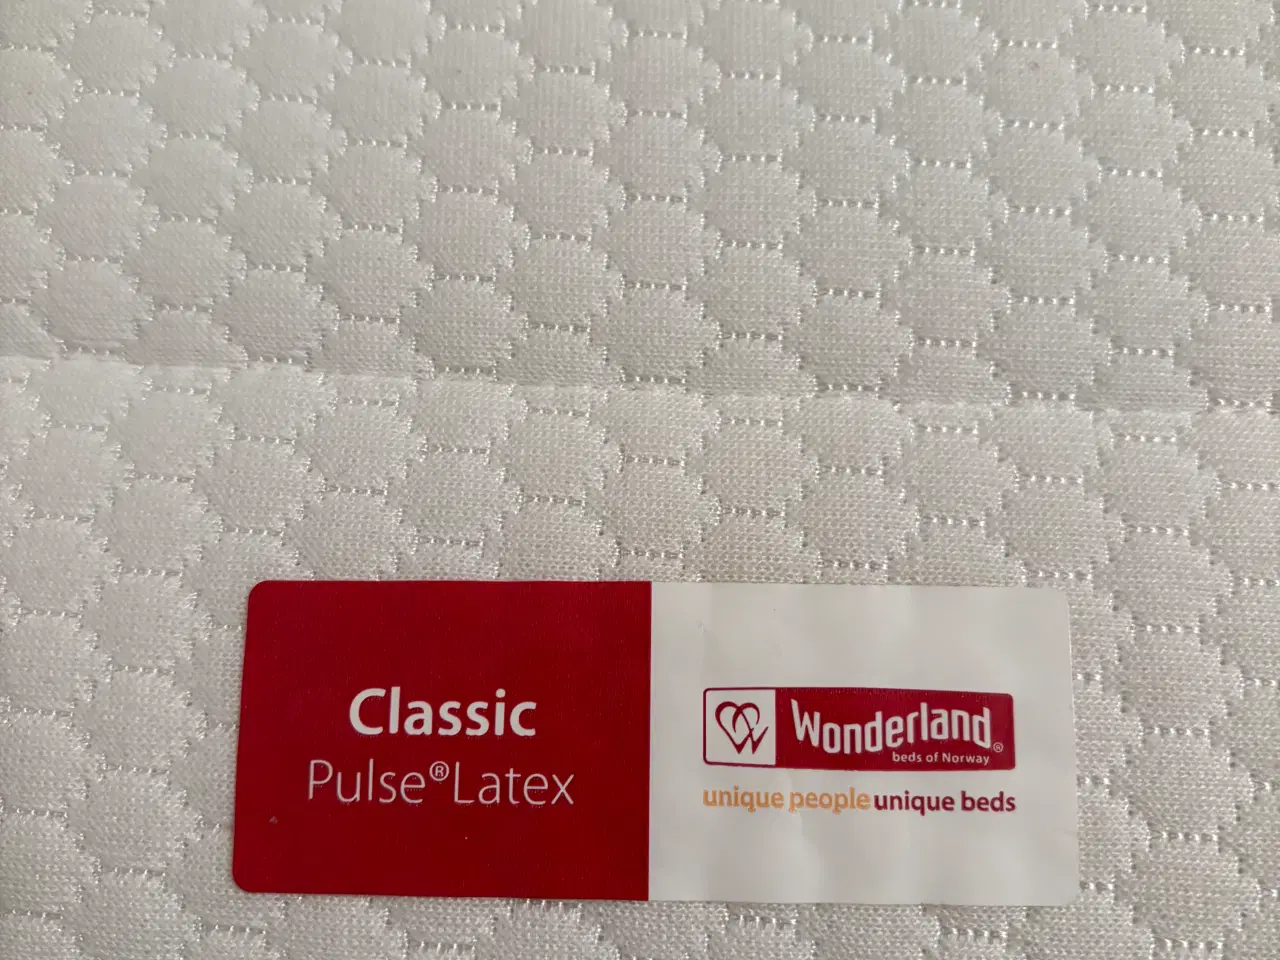 Classic
Pulse®Latex
Wonderland®
beds of Norway
unique people unique beds